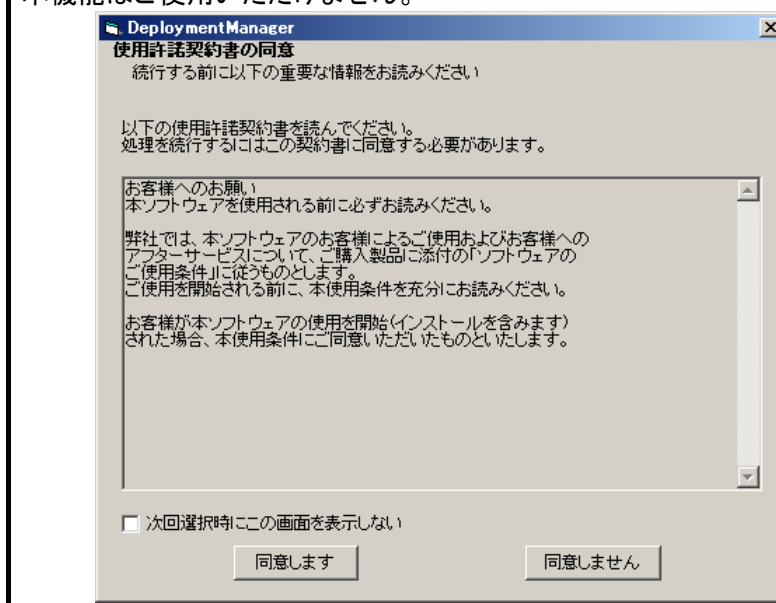 本機能はご使用いただけません。
DeploymentManager
使用許諾契約書の同意
続行する前に以下の重要な情報をお読みください
以下の使用許諾契約書を読んでください。
処理を続行するにはこの契約書に同意する必要があります。
お客様へのお願い
本ソフトウェアを使用される前に必ずお読みください。
弊社では、本ソフトウェアのお客様によるご使用およびお客様への
アフターサービスについて、ご購入製品に添付の「ソフトウェアの
ご使用条件」に従うものとします。
ご使用を開始される前に、本使用条件を充分にお読みください。
お客様が本ソフトウェアの使用を開始(インストールを含みます)
された場合、本使用条件にご同意いただいたものといたします。
次回選択時にこの画面を表示しない
同意します
同意しません